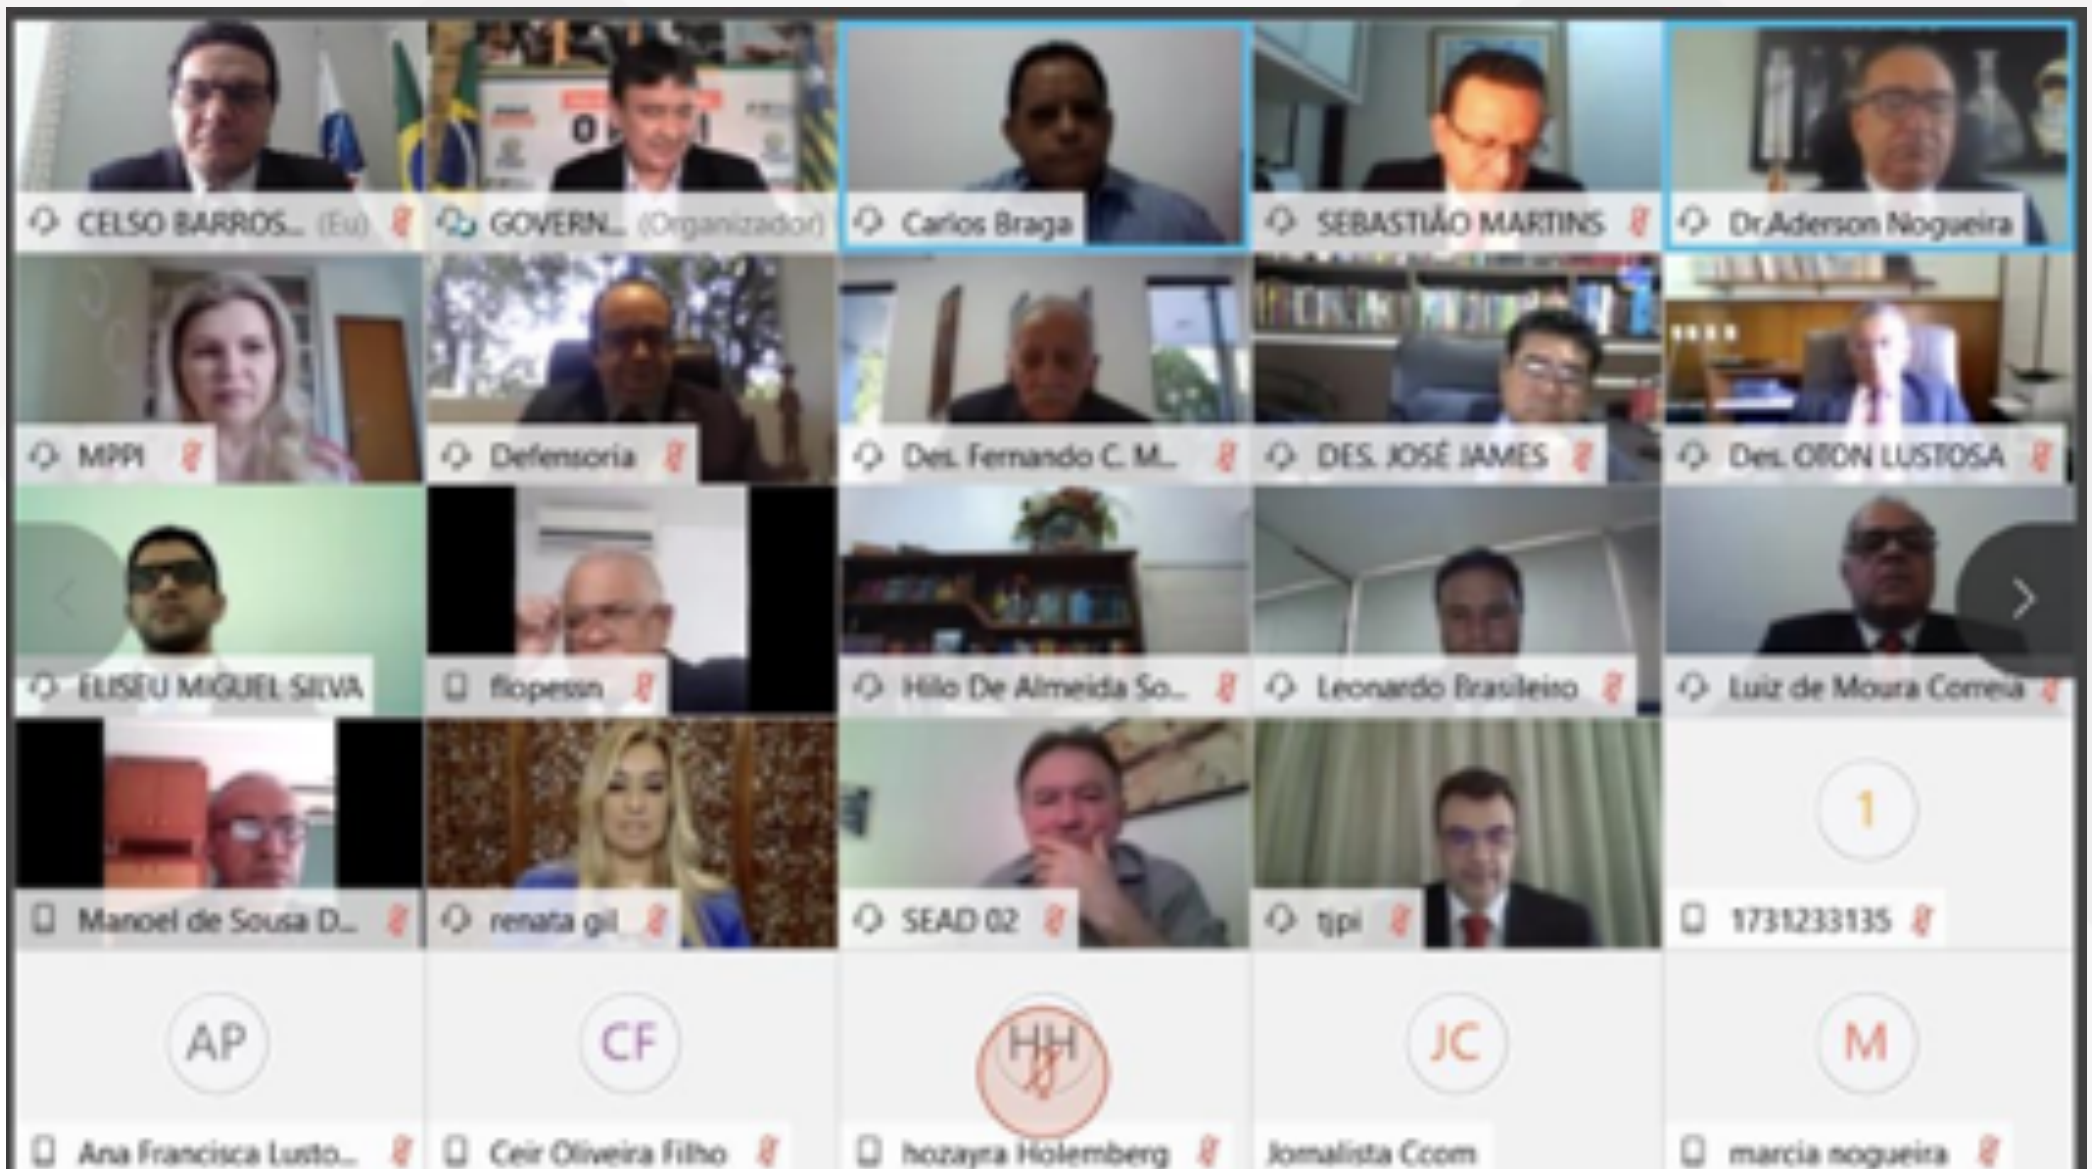 CELSO BARROS... (Eu)
GOVERN... (Organizador)
Carlos Braga
SEBASTIÃO MARTINS
Dr.Aderson Nogueira
MPPI
Defensoria
Des. Fernando C. M...
DES. JOSÉ JAMES
Des. OTON LUSTOSA
ELISEU MIGUEL SILVA
flopessn
Hilo De Almeida So...
Leonardo Brasileiro
Luiz de Moura Correia
Manoel de Sousa D...
renata gil
SEAD 02
tjpi
1
1731233135
AP
CF
HH
JC
M
Ana Francisca Lusto...
Ceir Oliveira Filho
hozayra Holemberg
Jornalista Ccom
marcia nogueira